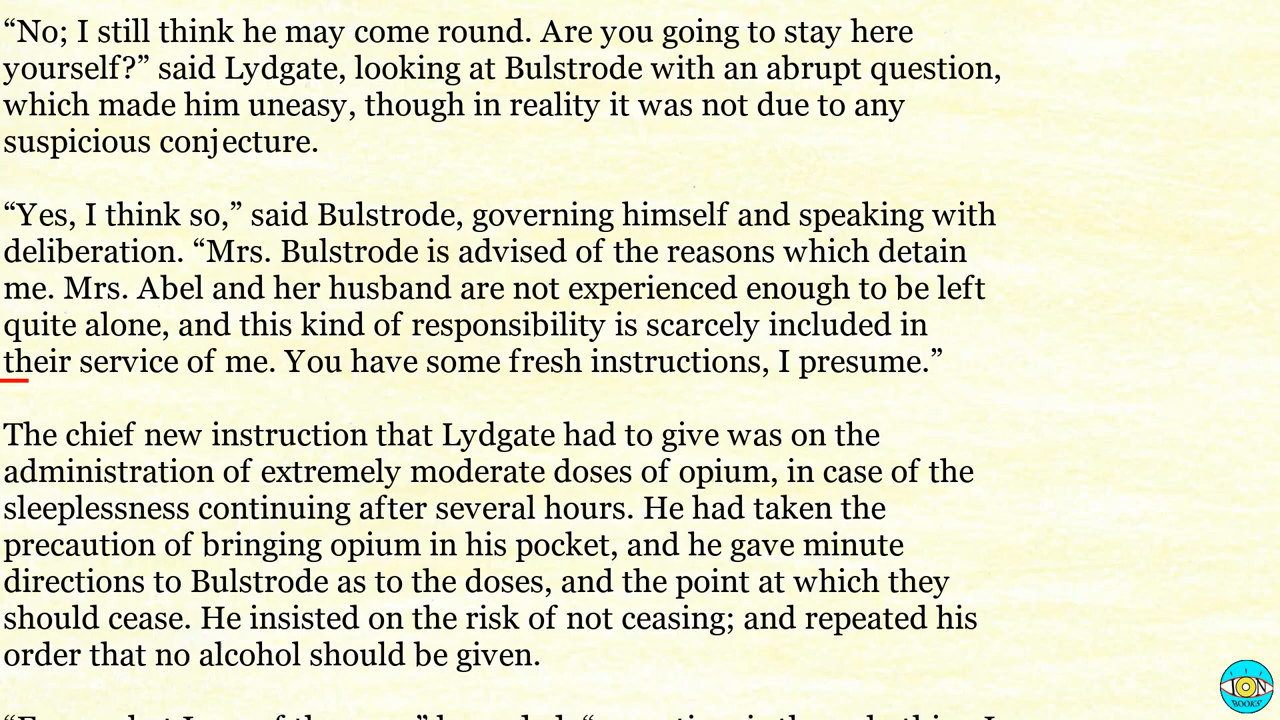 “No; I still think he may come round. Are you going to stay here
yourself?” said Lydgate, looking at Bulstrode with an abrupt question,
which made him uneasy, though in reality it was not due to any
suspicious conjecture.
“Yes, I think so,” said Bulstrode, governing himself and speaking with
deliberation. “Mrs. Bulstrode is advised of the reasons which detain
me. Mrs. Abel and her husband are not experienced enough to be left
quite alone, and this kind of responsibility is scarcely included in
their service of me. You have some fresh instructions, I presume.”
The chief new instruction that Lydgate had to give was on the
administration of extremely moderate doses of opium, in case of the
sleeplessness continuing after several hours. He had taken the
precaution of bringing opium in his pocket, and he gave minute
directions to Bulstrode as to the doses, and the point at which they
should cease. He insisted on the risk of not ceasing; and repeated his
order that no alcohol should be given.
ION
BOOKS